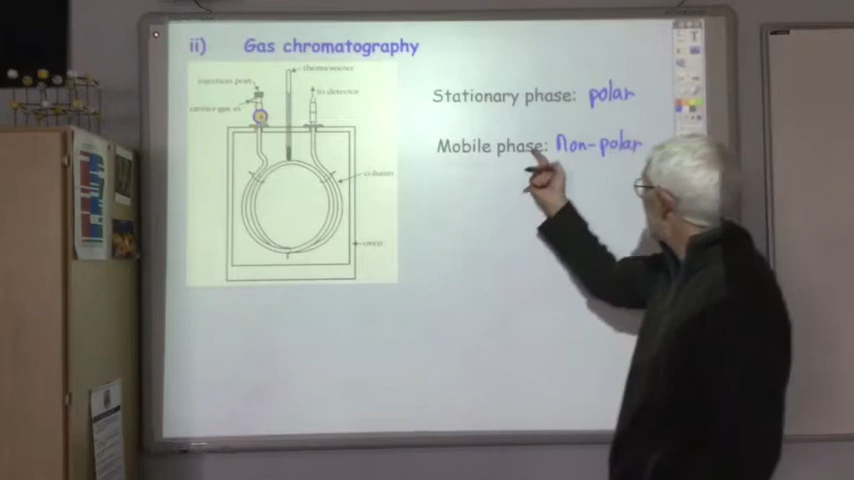 ii) Gas chromatography
thermometer
injection port
to detector
carrier gas in
Stationary phase: polar
Mobile phase: Non-polar
column
oven
T